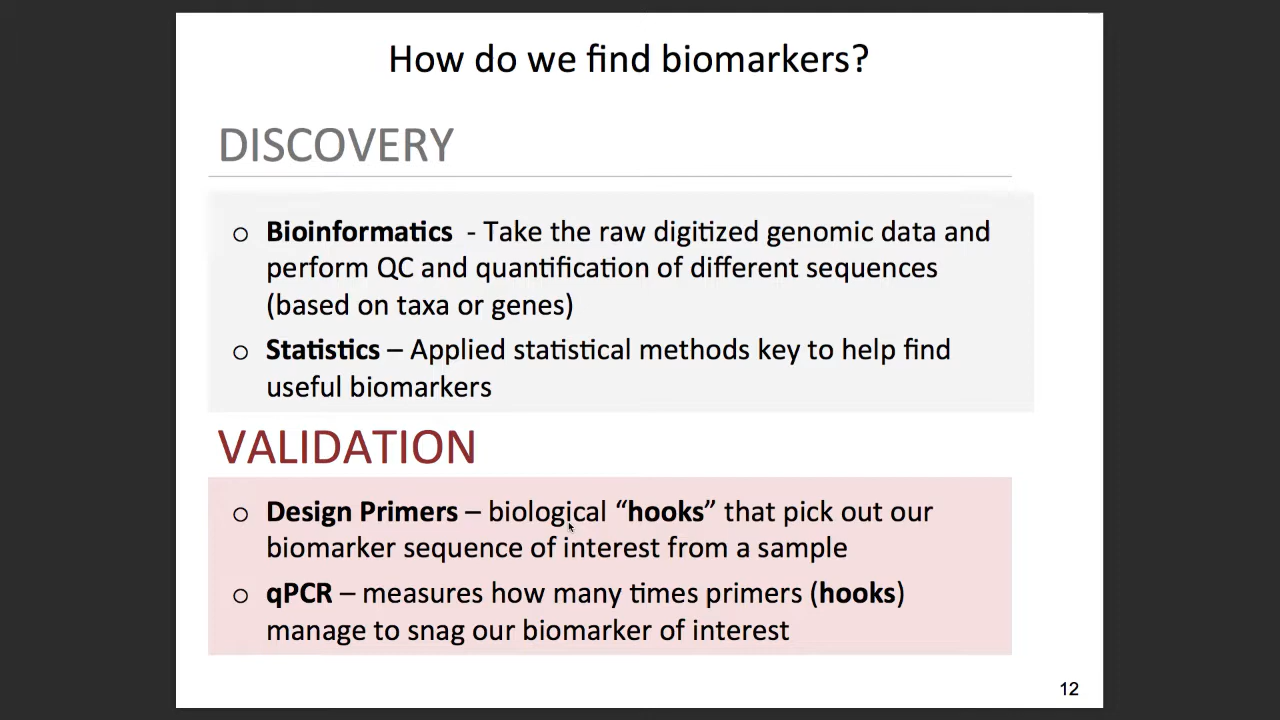 How do we find biomarkers?
DISCOVERY
○ Bioinformatics - Take the raw digitized genomic data and
perform QC and quantification of different sequences
(based on taxa or genes)
○ Statistics – Applied statistical methods key to help find
useful biomarkers
VALIDATION
○ Design Primers – biological “hooks” that pick out our
biomarker sequence of interest from a sample
○ qPCR – measures how many times primers (hooks)
manage to snag our biomarker of interest
12